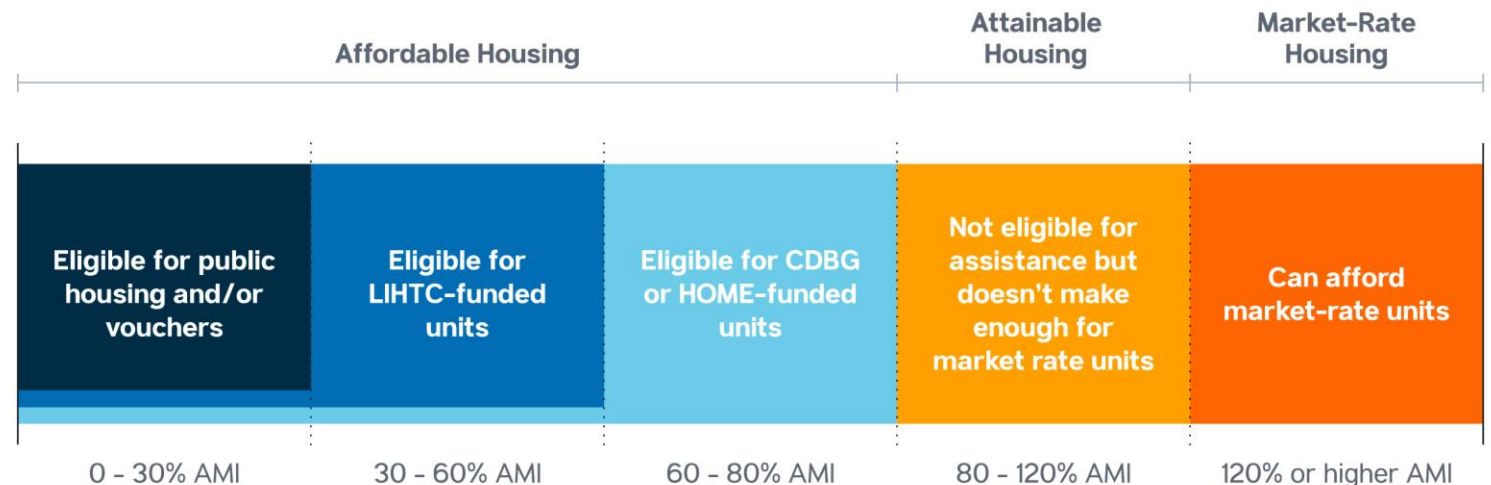 Affordable Housing
Attainable
Housing
Market-Rate
Housing
Eligible for public
housing and/or
vouchers
Eligible for
LIHTC-funded
units
Eligible for CDBG
or HOME-funded
units
Not eligible for
assistance but
doesn't make
enough for
market rate units
Can afford
market-rate units
0 - 30% AMI
30 - 60% AMI
60 - 80% AMI
80 - 120% AMI
120% or higher AMI